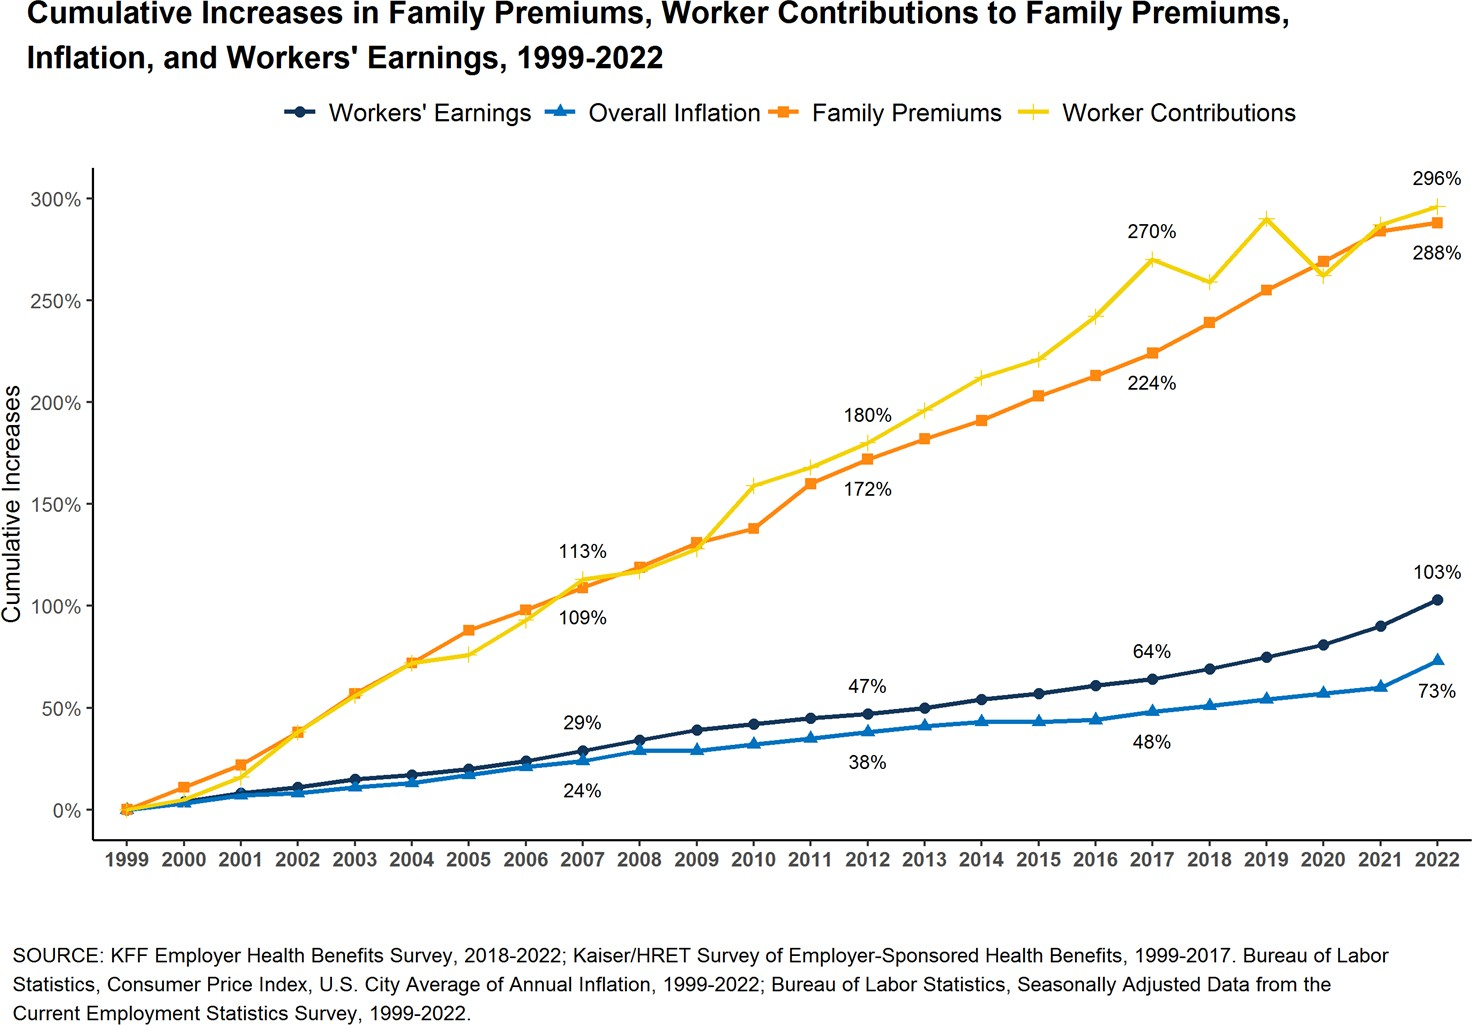 Cumulative Increases in Family Premiums, Worker Contributions to Family Premiums,
Inflation, and Workers' Earnings, 1999-2022
Workers' Earnings Overall Inflation Family Premiums Worker Contributions
Cumulative Increases
300%
250%
200%
150%
100%
50%
0%
296%
288%
270%
224%
180%
172%
113%
109%
103%
73%
64%
48%
47%
38%
29%
24%
1999 2000 2001 2002 2003 2004 2005 2006 2007 2008 2009 2010 2011 2012 2013 2014 2015 2016 2017 2018 2019 2020 2021 2022
SOURCE: KFF Employer Health Benefits Survey, 2018-2022; Kaiser/HRET Survey of Employer-Sponsored Health Benefits, 1999-2017. Bureau of Labor
Statistics, Consumer Price Index, U.S. City Average of Annual Inflation, 1999-2022; Bureau of Labor Statistics, Seasonally Adjusted Data from the
Current Employment Statistics Survey, 1999-2022.